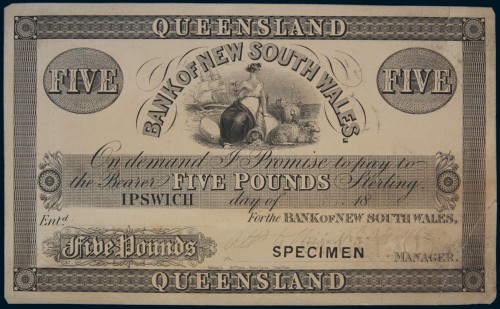 QUEENSLAND
BANK OF NEW SOUTH WALES.
FIVE
FIVE
On demand I Promise to pay to
the Bearer FIVE POUNDS Sterling.
IPSWICH day of 18
Entd. For the BANK OF NEW SOUTH WALES,
Five Pounds
SPECIMEN
MANAGER.
QUEENSLAND